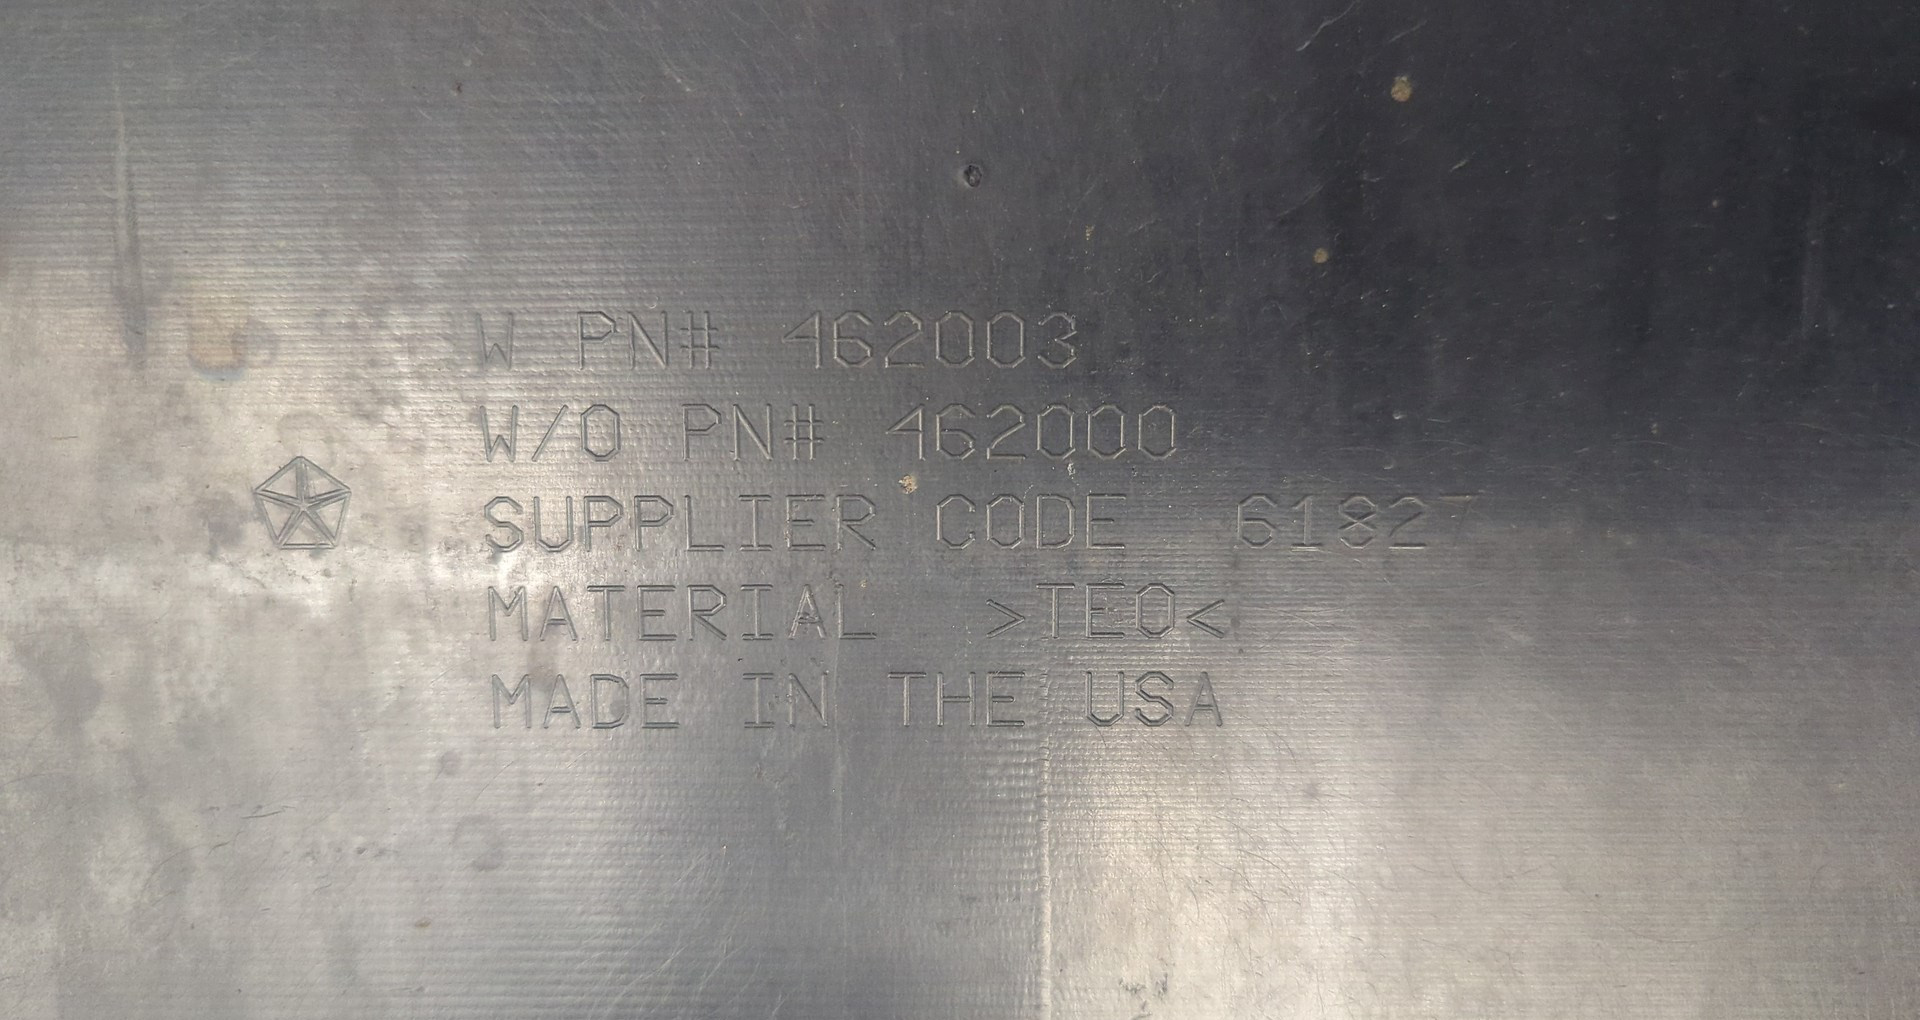 W PN# 462003
W/O PN# 462000
SUPPLIER CODE 61827
MATERIAL >TEO<
MADE IN THE USA